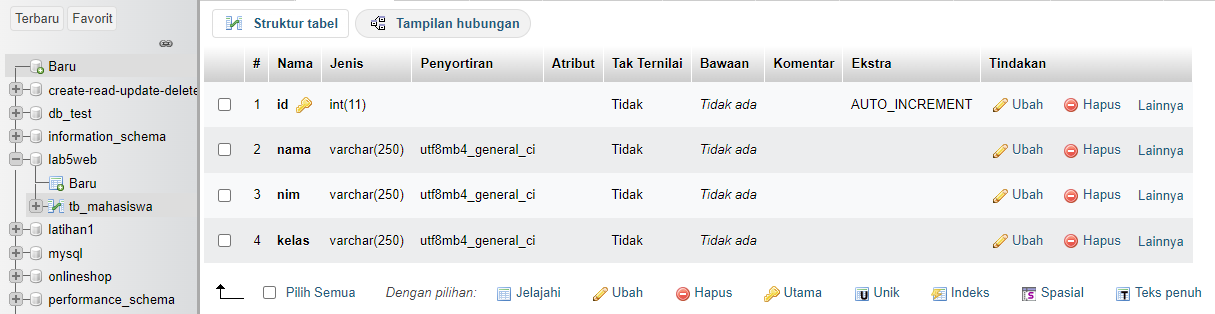 Terbaru Favorit
Baru
create-read-update-delete
db_test
information_schema
lab5web
Baru
tb_mahasiswa
latihan1
mysql
onlineshop
performance_schema
Struktur tabel Tampilan hubungan
# Nama Jenis Penyortiran Atribut Tak Ternilai Bawaan Komentar Ekstra Tindakan
1 id int(11) Tidak Tidak ada AUTO_INCREMENT Ubah Hapus Lainnya
2 nama varchar(250) utf8mb4_general_ci Tidak Tidak ada Ubah Hapus Lainnya
3 nim varchar(250) utf8mb4_general_ci Tidak Tidak ada Ubah Hapus Lainnya
4 kelas varchar(250) utf8mb4_general_ci Tidak Tidak ada Ubah Hapus Lainnya
Pilih Semua Dengan pilihan: Jelajahi Ubah Hapus Utama U Unik Indeks S Spasial T Teks penuh